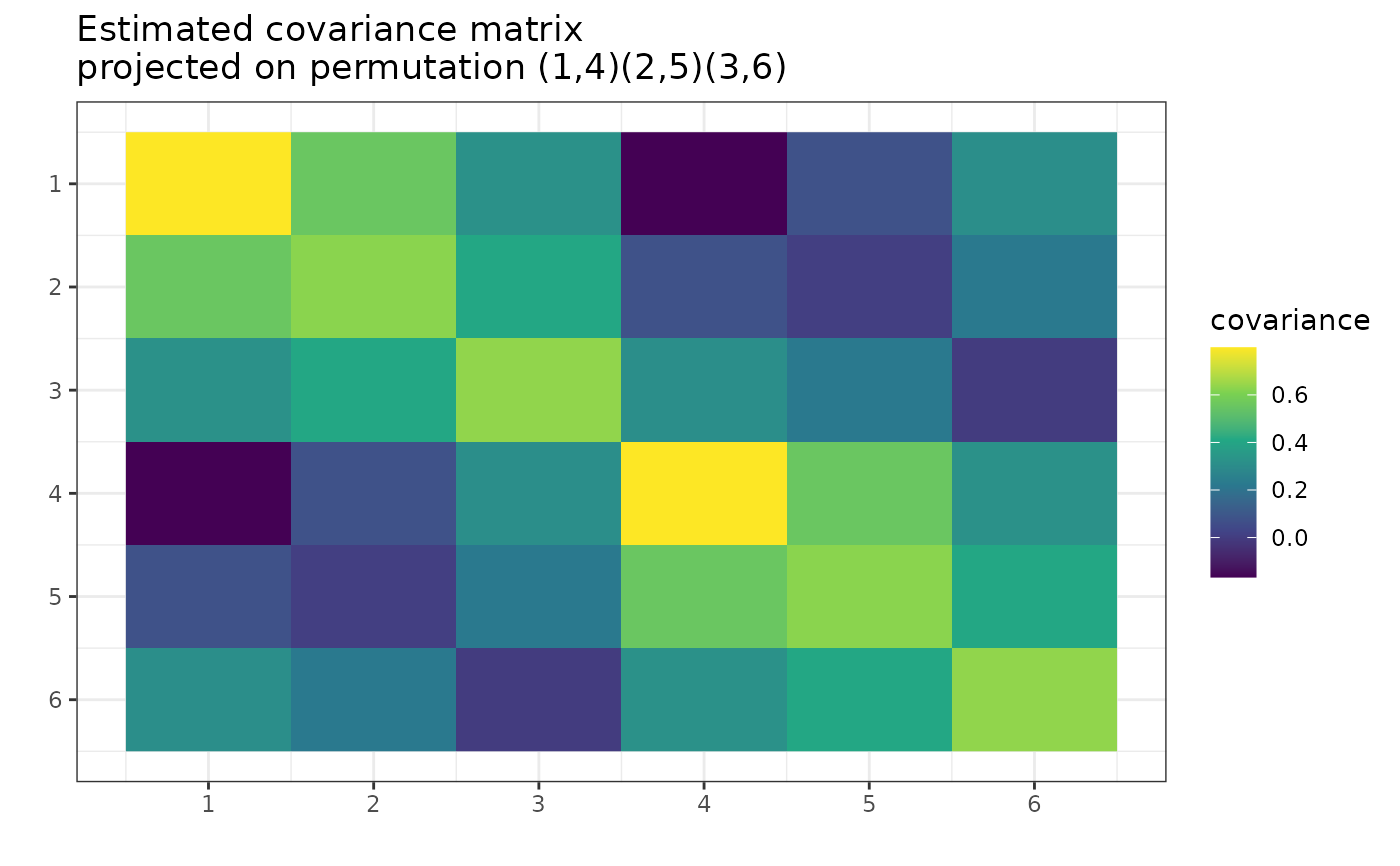 Estimated covariance matrix
projected on permutation (1,4)(2,5)(3,6)
1
2
3
4
5
6
1 2 3 4 5 6
covariance
0.6
0.4
0.2
0.0